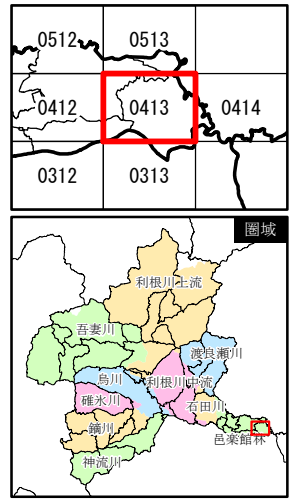 0512 0513
0412 0413 0414
0312 0313
圏域
利根川上流
吾妻川
渡良瀬川
烏川 利根川中流
碓氷川
石田川
鏑川
邑楽館林
神流川